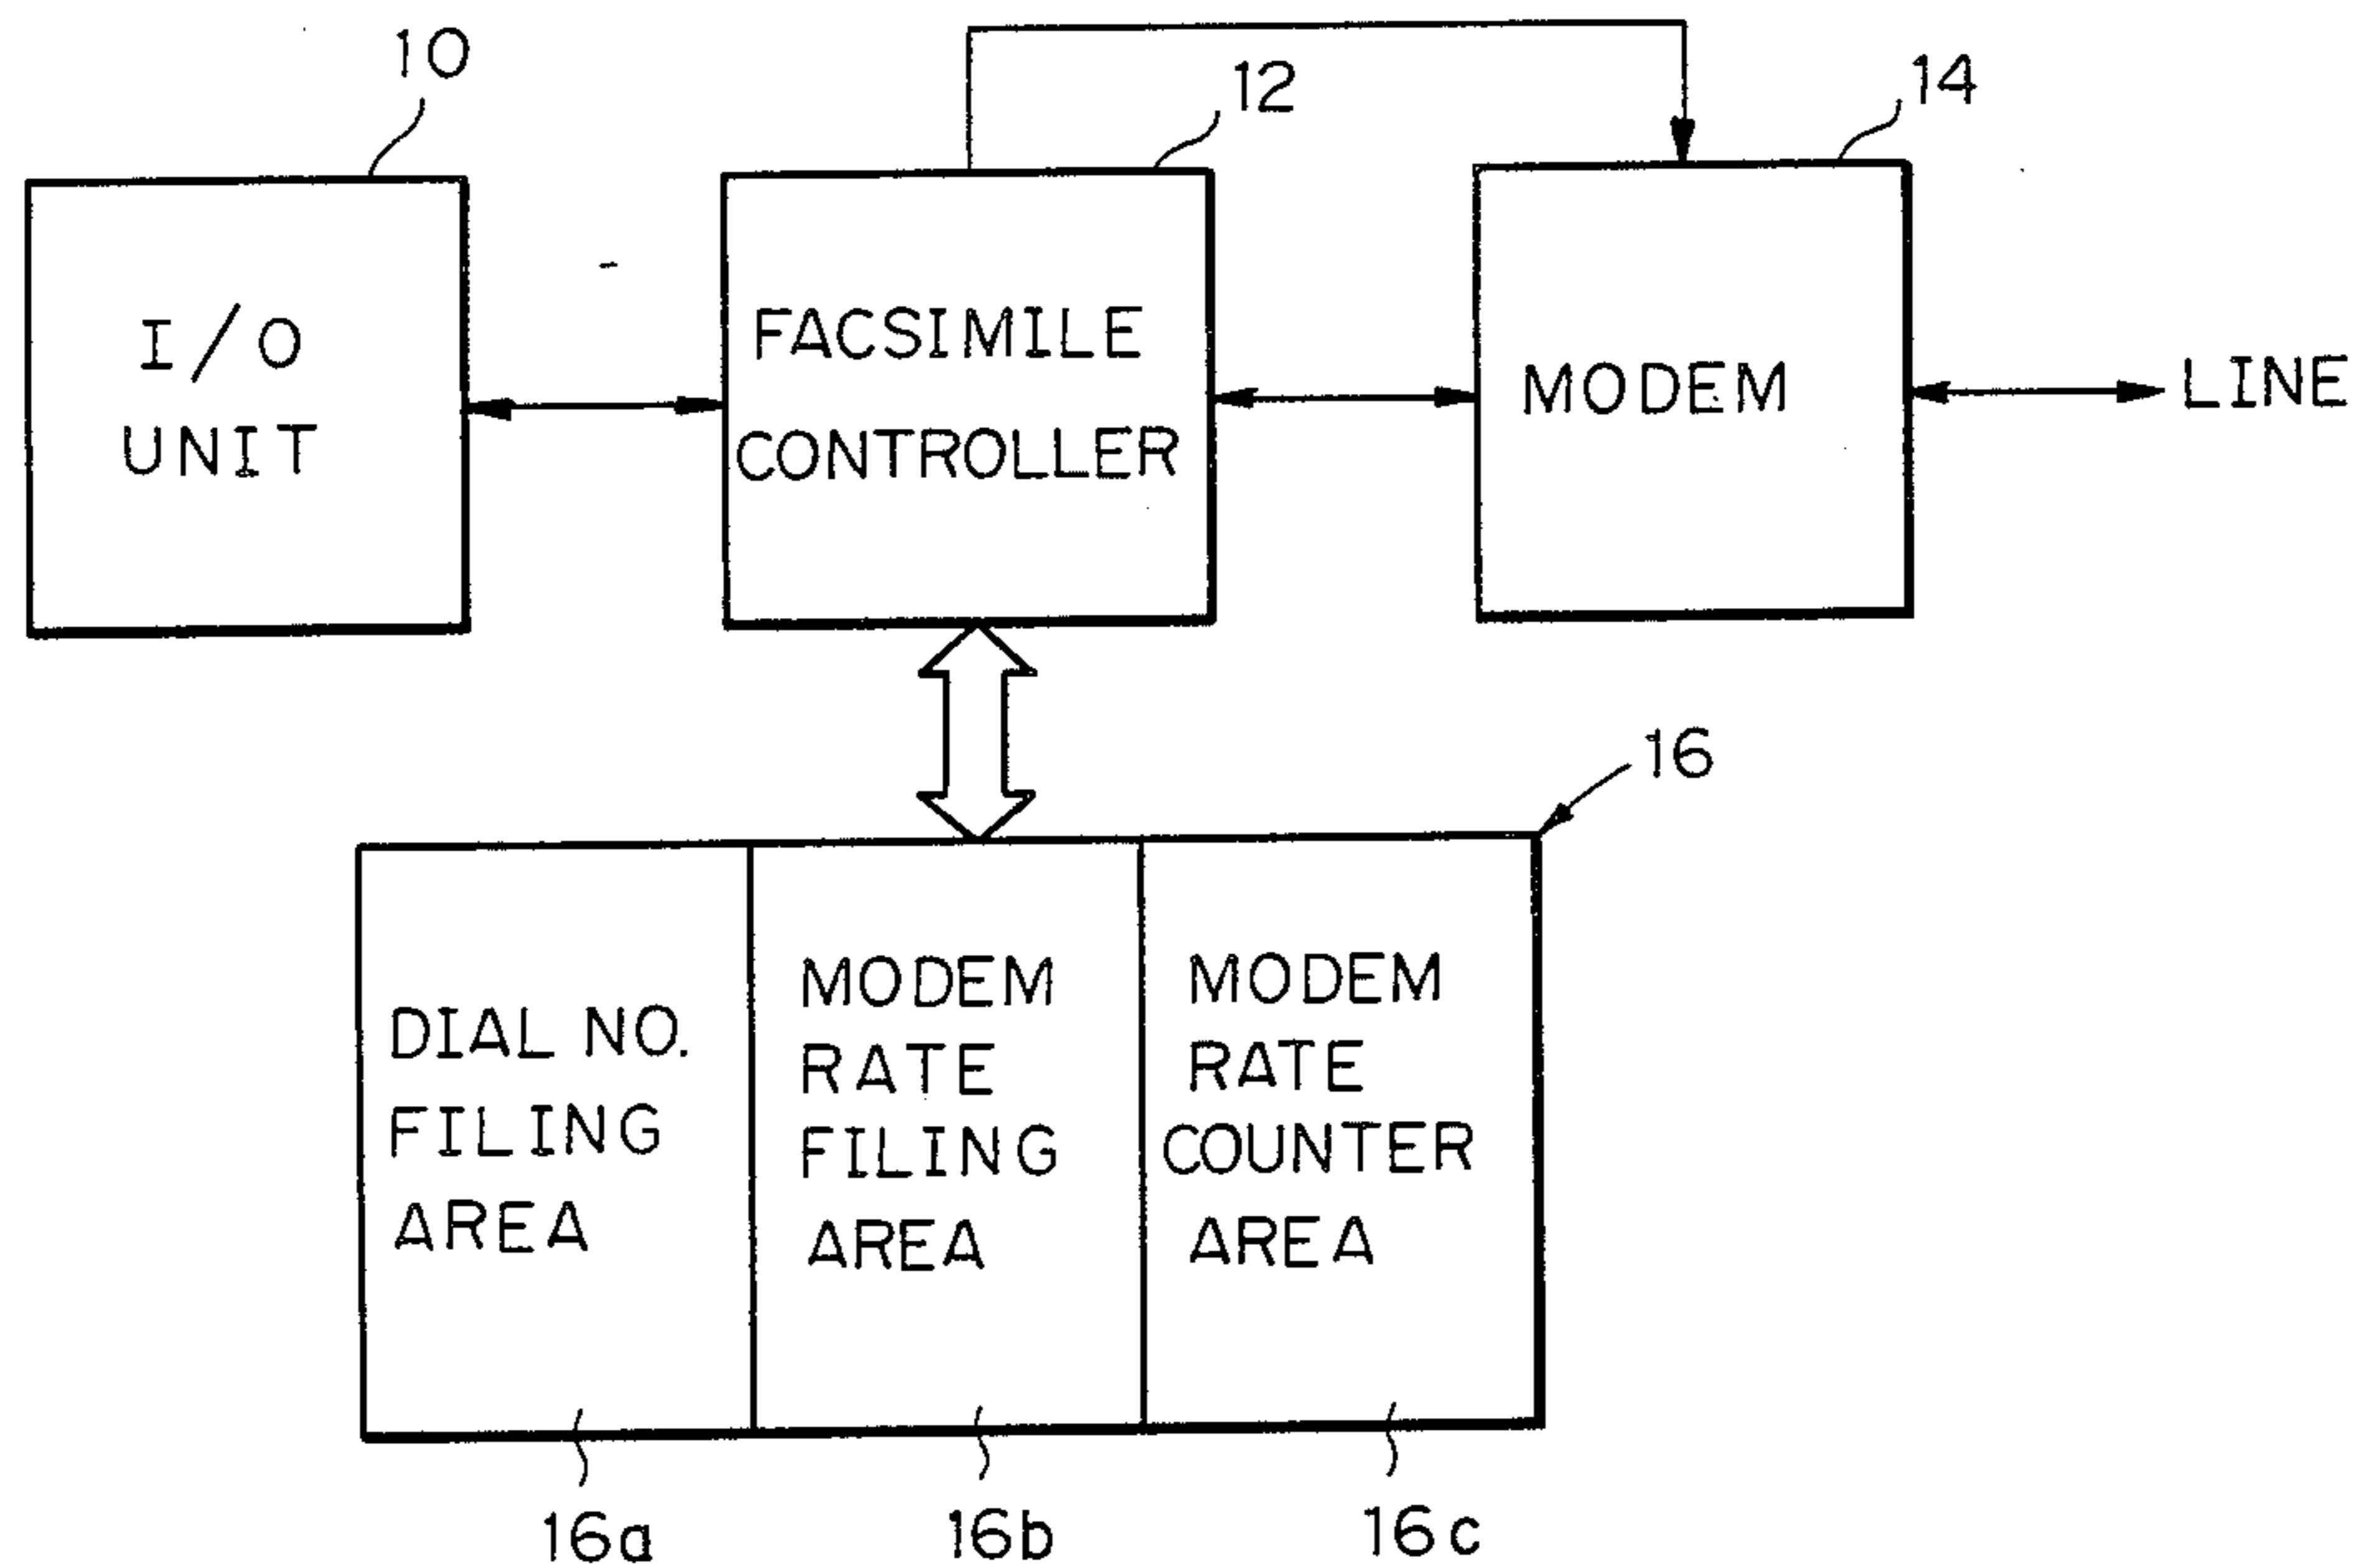 10
12
14
I/O
UNIT
FACSIMILE
CONTROLLER
MODEM
LINE
16
DIAL NO.
FILING
AREA
MODEM
RATE
FILING
AREA
MODEM
RATE
COUNTER
AREA
16a
16b
16c